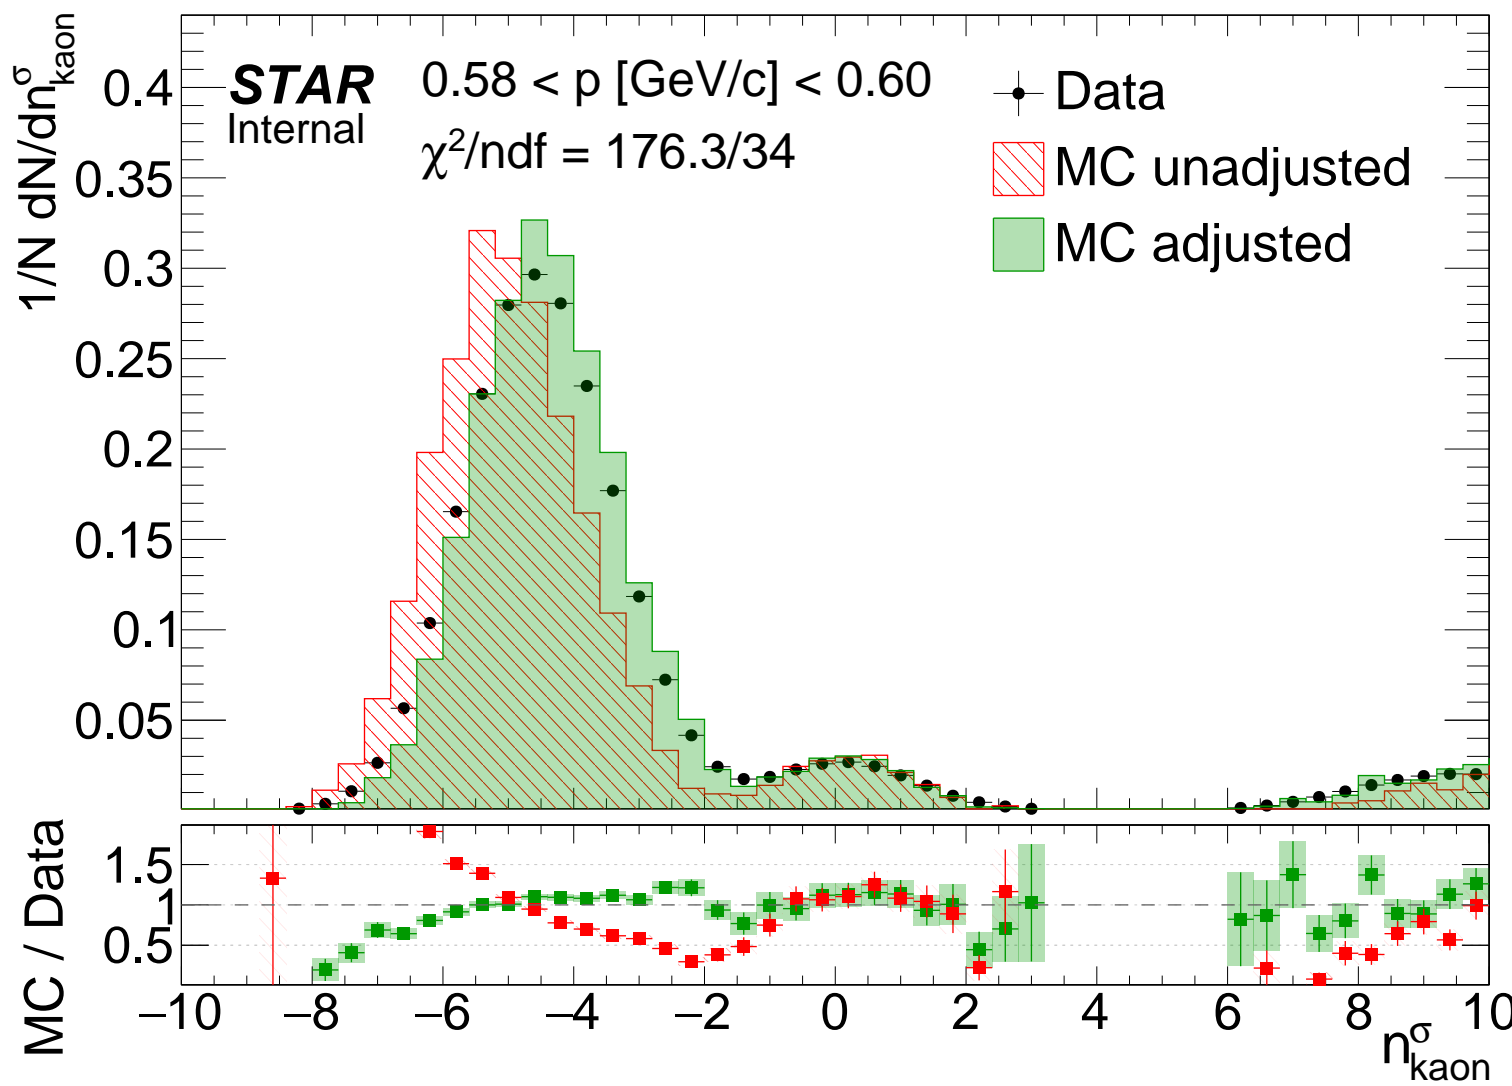 1/N dN/dn^σ_kaon
STAR
Internal
0.58 < p [GeV/c] < 0.60
χ²/ndf = 176.3/34
Data
MC unadjusted
MC adjusted
0.4
0.35
0.3
0.25
0.2
0.15
0.1
0.05
MC / Data
1.5
1
0.5
−10 −8 −6 −4 −2 0 2 4 6 8 10
n^σ_kaon